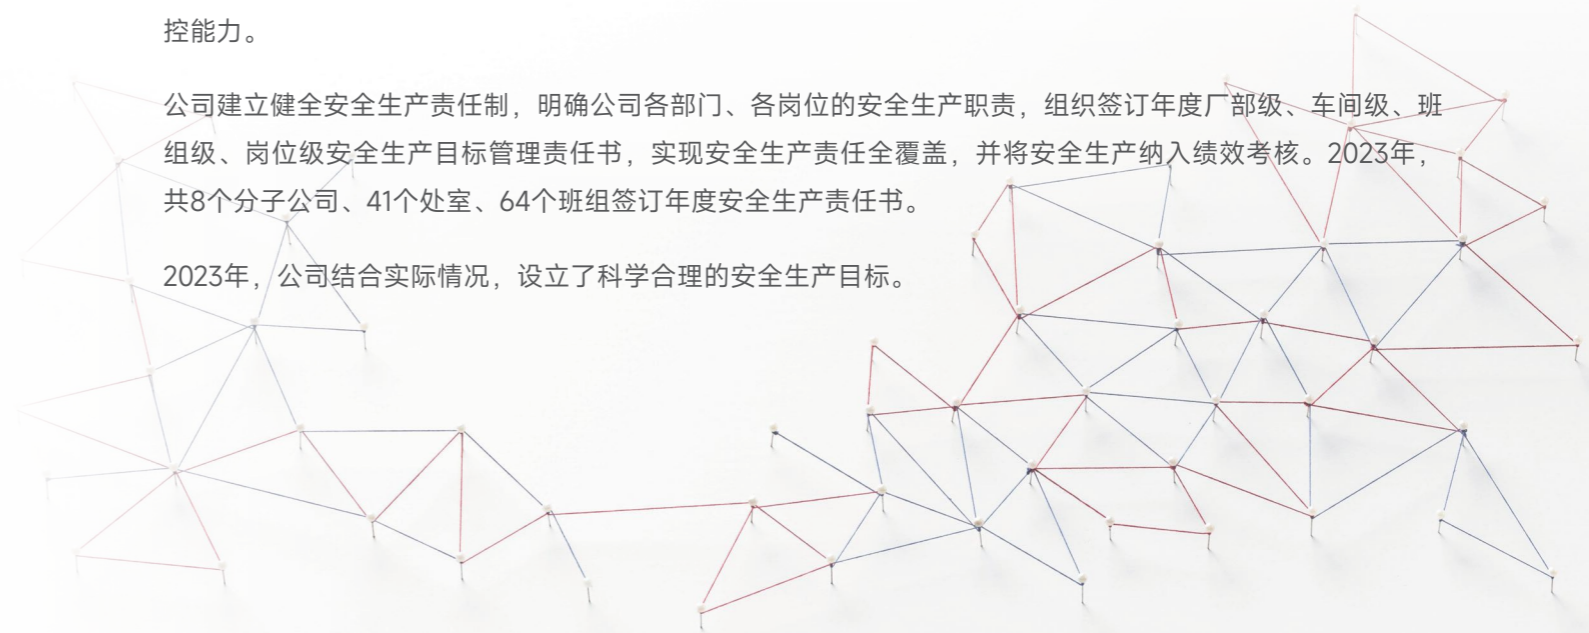 控能力。
公司建立健全安全生产责任制，明确公司各部门、各岗位的安全生产职责，组织签订年度厂部级、车间级、班
组级、岗位级安全生产目标管理责任书，实现安全生产责任全覆盖，并将安全生产纳入绩效考核。2023年，
共8个分子公司、41个处室、64个班组签订年度安全生产责任书。
2023年，公司结合实际情况，设立了科学合理的安全生产目标。